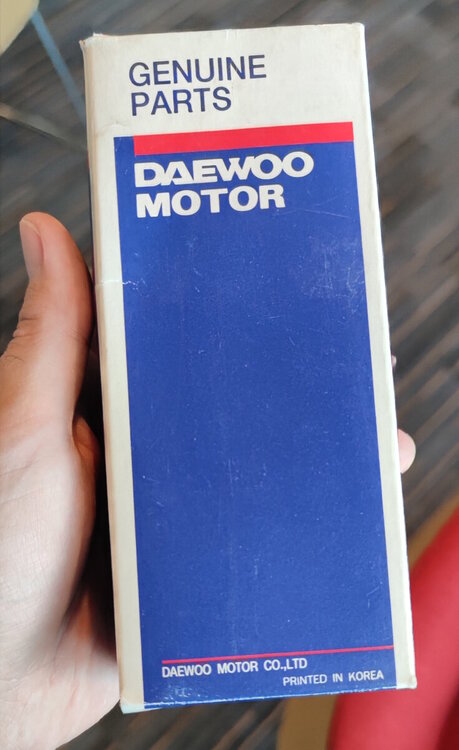 GENUINE
PARTS
DAEWOO
MOTOR
DAEWOO MOTOR CO.,LTD
PRINTED IN KOREA